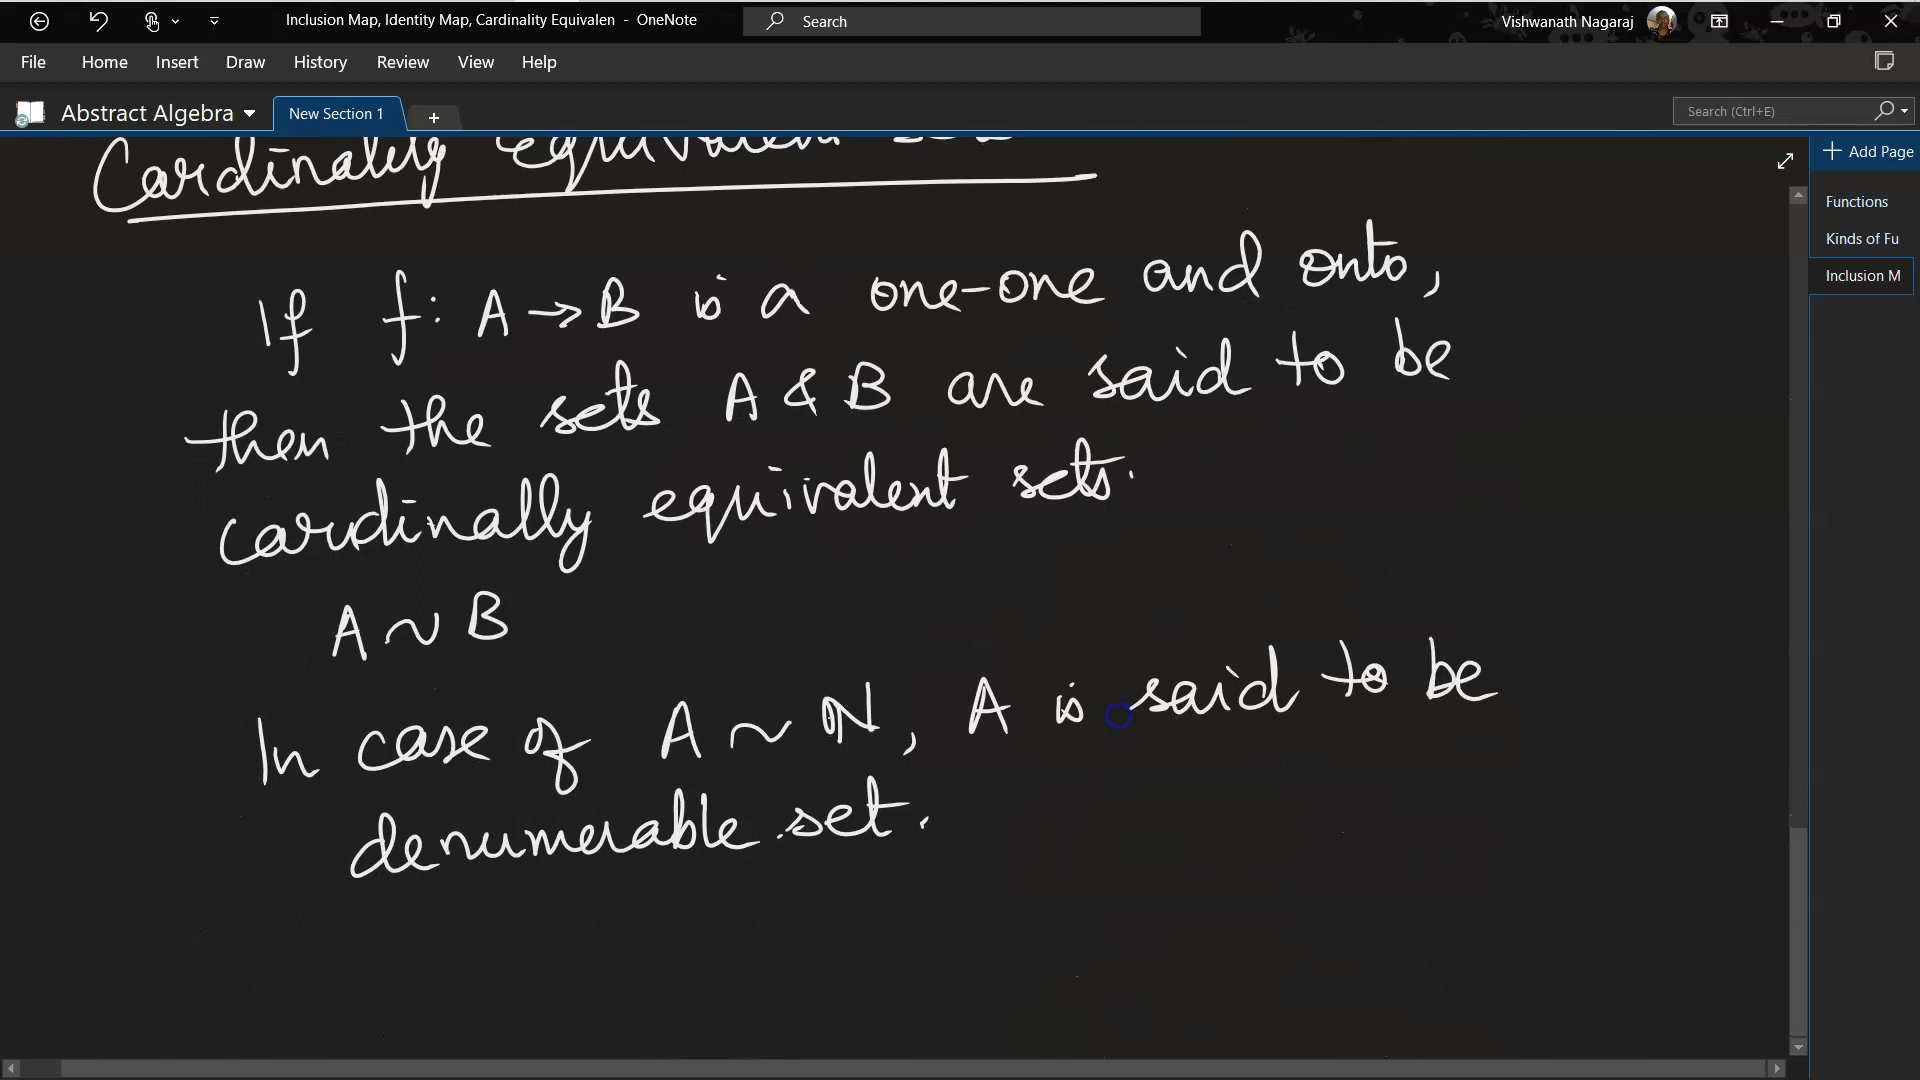 Inclusion Map, Identity Map, Cardinality Equivalen - OneNote
Search
Vishwanath Nagaraj
File Home Insert Draw History Review View Help
Abstract Algebra
New Section 1
+
Search (Ctrl+E)
+ Add Page
Functions
Kinds of Fu
Inclusion M
Cardinality equivalent
If f: A → B is a one-one and onto,
then the sets A & B are said to be
cardinally equivalent sets.
A ~ B
In case of A ~ N, A is said to be
denumerable set.